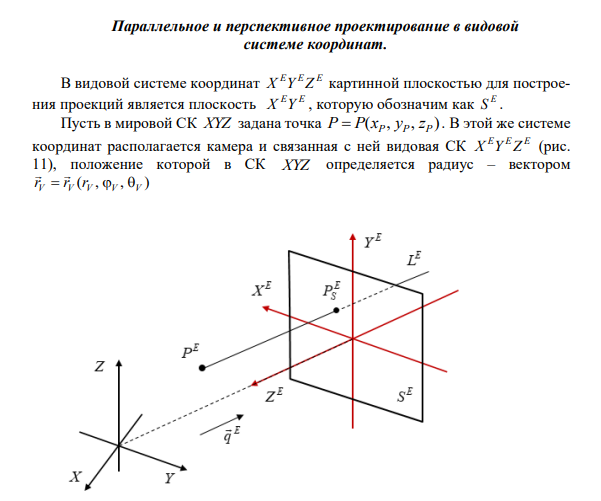 Параллельное и перспективное проектирование в видовой
системе координат.
В видовой системе координат X^E Y^E Z^E картинной плоскостью для построе-
ния проекций является плоскость X^E Y^E , которую обозначим как S^E .
Пусть в мировой СК XYZ задана точка P = P(x_P, y_P, z_P). В этой же системе
координат располагается камера и связанная с ней видовая СК X^E Y^E Z^E (рис.
11), положение которой в СК XYZ определяется радиус – вектором
r⃗_V = r⃗_V (r_V, φ_V, θ_V)
Y^E
L^E
X^E
P_S^E
P^E
Z
Z^E
S^E
q⃗^E
X
Y